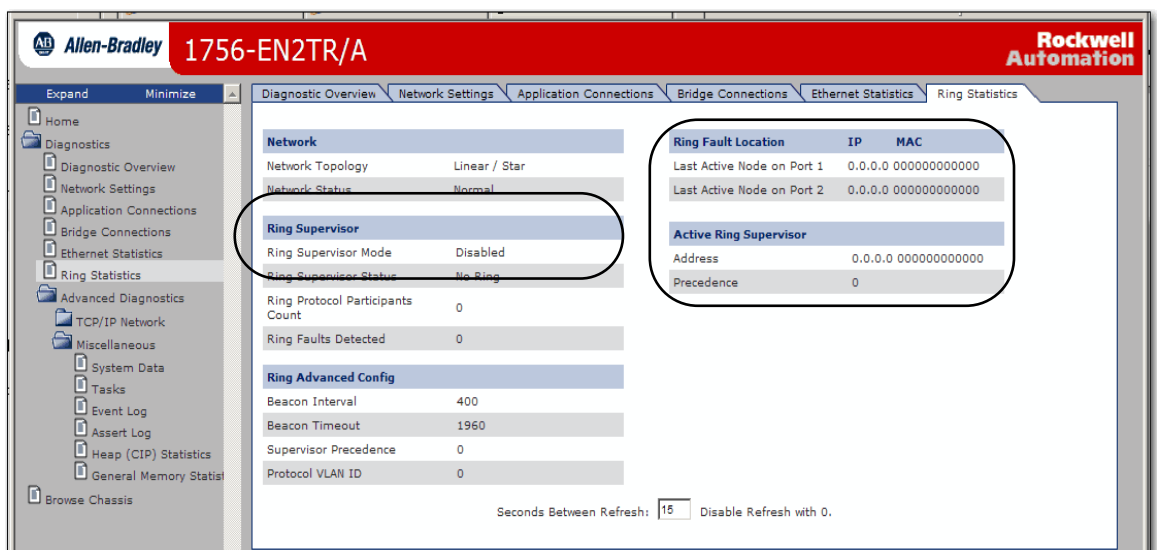 AB Allen-Bradley 1756-EN2TR/A Rockwell Automation
Expand Minimize
Home
Diagnostics
Diagnostic Overview
Network Settings
Application Connections
Bridge Connections
Ethernet Statistics
Ring Statistics
Advanced Diagnostics
TCP/IP Network
Miscellaneous
System Data
Tasks
Event Log
Assert Log
Heap (CIP) Statistics
General Memory Statist
Browse Chassis
Diagnostic Overview Network Settings Application Connections Bridge Connections Ethernet Statistics Ring Statistics
Network
Network Topology Linear / Star
Network Status Normal
Ring Supervisor
Ring Supervisor Mode Disabled
Ring Supervisor Status No Ring
Ring Protocol Participants
Count 0
Ring Faults Detected 0
Ring Advanced Config
Beacon Interval 400
Beacon Timeout 1960
Supervisor Precedence 0
Protocol VLAN ID 0
Ring Fault Location IP MAC
Last Active Node on Port 1 0.0.0.0 000000000000
Last Active Node on Port 2 0.0.0.0 000000000000
Active Ring Supervisor
Address 0.0.0.0 000000000000
Precedence 0
Seconds Between Refresh: 15 Disable Refresh with 0.